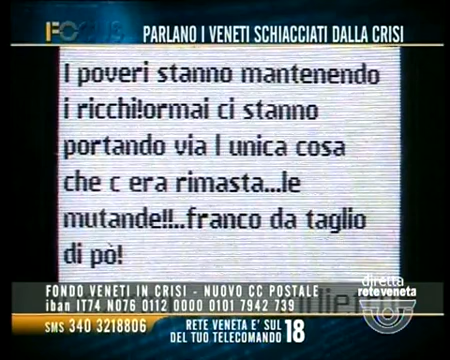 FOCUS PARLANO I VENETI SCHIACCIATI DALLA CRISI
I poveri stanno mantenendo
i ricchi!ormai ci stanno
portando via l unica cosa
che c era rimasta...le
mutande!!..franco da taglio
di pò!
diretta
reteveneta
FONDO VENETI IN CRISI - NUOVO CC POSTALE
iban IT74 N076 0112 0000 0101 7942 739
SMS 340 3218806
RETE VENETA E' SUL
DEL TUO TELECOMANDO 18